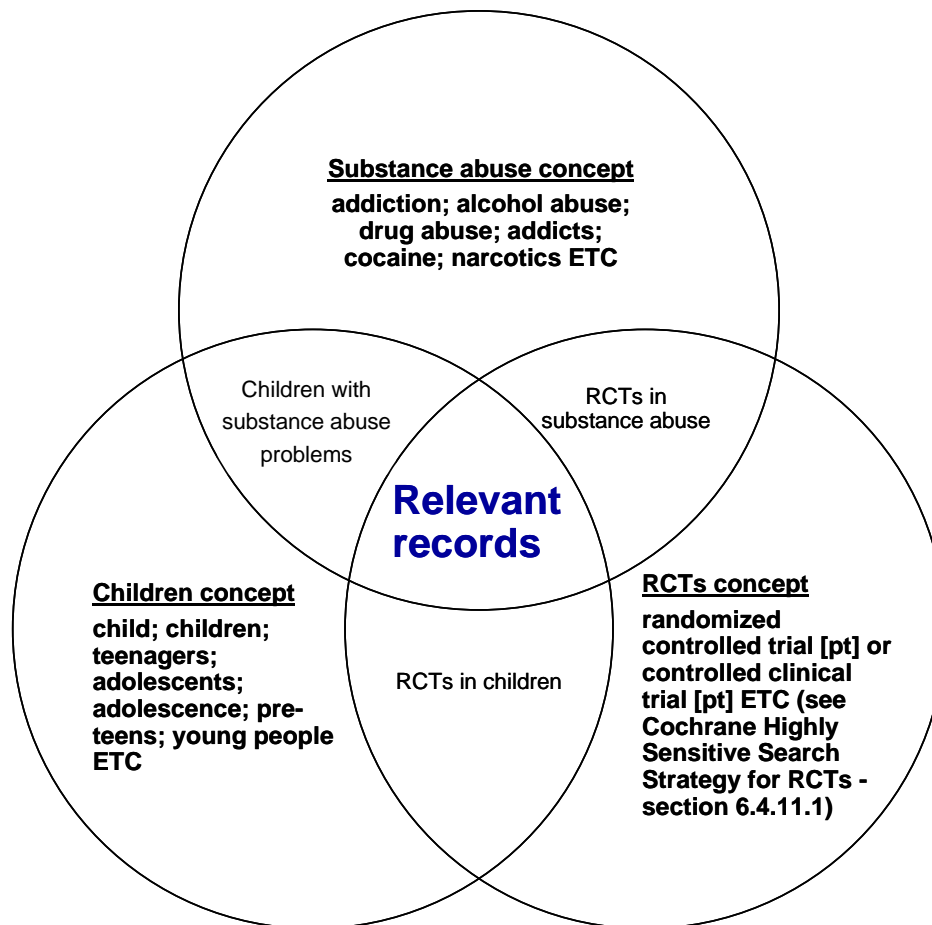 Substance abuse concept
addiction; alcohol abuse;
drug abuse; addicts;
cocaine; narcotics ETC
Children with
substance abuse
problems
RCTs in
substance abuse
Relevant
records
Children concept
child; children;
teenagers;
adolescents;
adolescence; pre-
teens; young people
ETC
RCTs in children
RCTs concept
randomized
controlled trial [pt] or
controlled clinical
trial [pt] ETC (see
Cochrane Highly
Sensitive Search
Strategy for RCTs -
section 6.4.11.1)